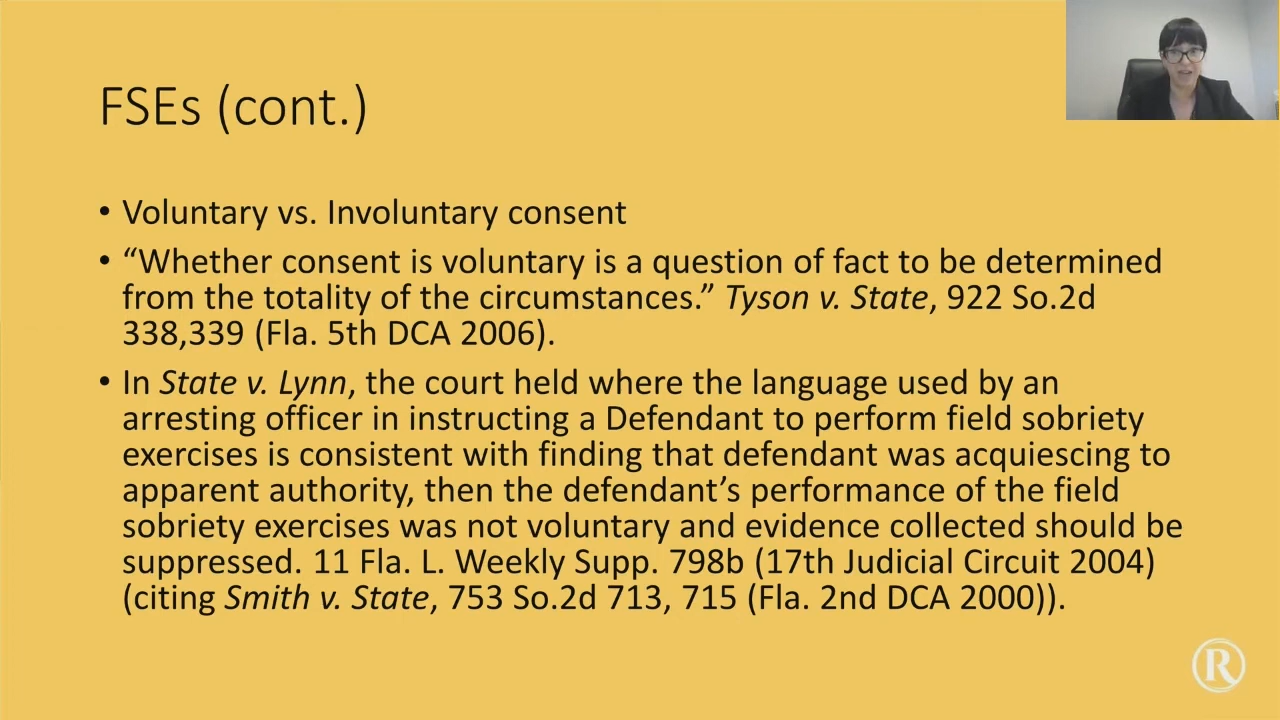 FSEs (cont.)
• Voluntary vs. Involuntary consent
• “Whether consent is voluntary is a question of fact to be determined
from the totality of the circumstances.” Tyson v. State, 922 So.2d
338,339 (Fla. 5th DCA 2006).
• In State v. Lynn, the court held where the language used by an
arresting officer in instructing a Defendant to perform field sobriety
exercises is consistent with finding that defendant was acquiescing to
apparent authority, then the defendant’s performance of the field
sobriety exercises was not voluntary and evidence collected should be
suppressed. 11 Fla. L. Weekly Supp. 798b (17th Judicial Circuit 2004)
(citing Smith v. State, 753 So.2d 713, 715 (Fla. 2nd DCA 2000)).
R